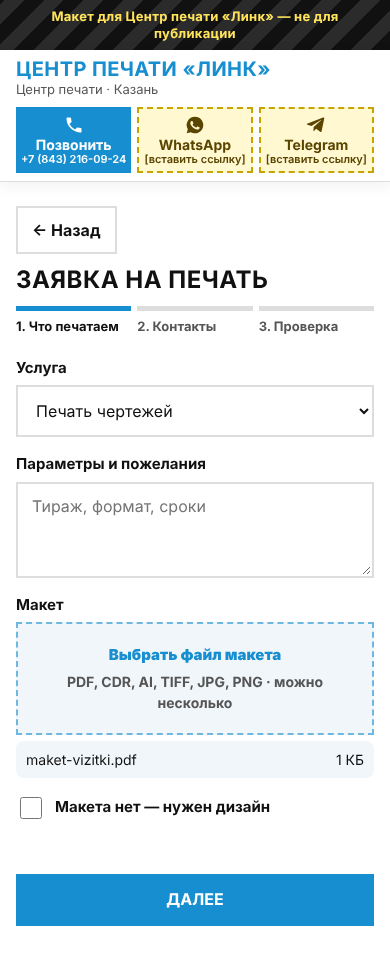 Макет для Центр печати «Линк» — не для
публикации
ЦЕНТР ПЕЧАТИ «ЛИНК»
Центр печати · Казань
Позвонить
+7 (843) 216-09-24
WhatsApp
[вставить ссылку]
Telegram
[вставить ссылку]
← Назад
ЗАЯВКА НА ПЕЧАТЬ
1. Что печатаем
2. Контакты
3. Проверка
Услуга
Печать чертежей
Параметры и пожелания
Тираж, формат, сроки
Макет
Выбрать файл макета
PDF, CDR, AI, TIFF, JPG, PNG · можно
несколько
maket-vizitki.pdf 1 КБ
Макета нет — нужен дизайн
ДАЛЕЕ